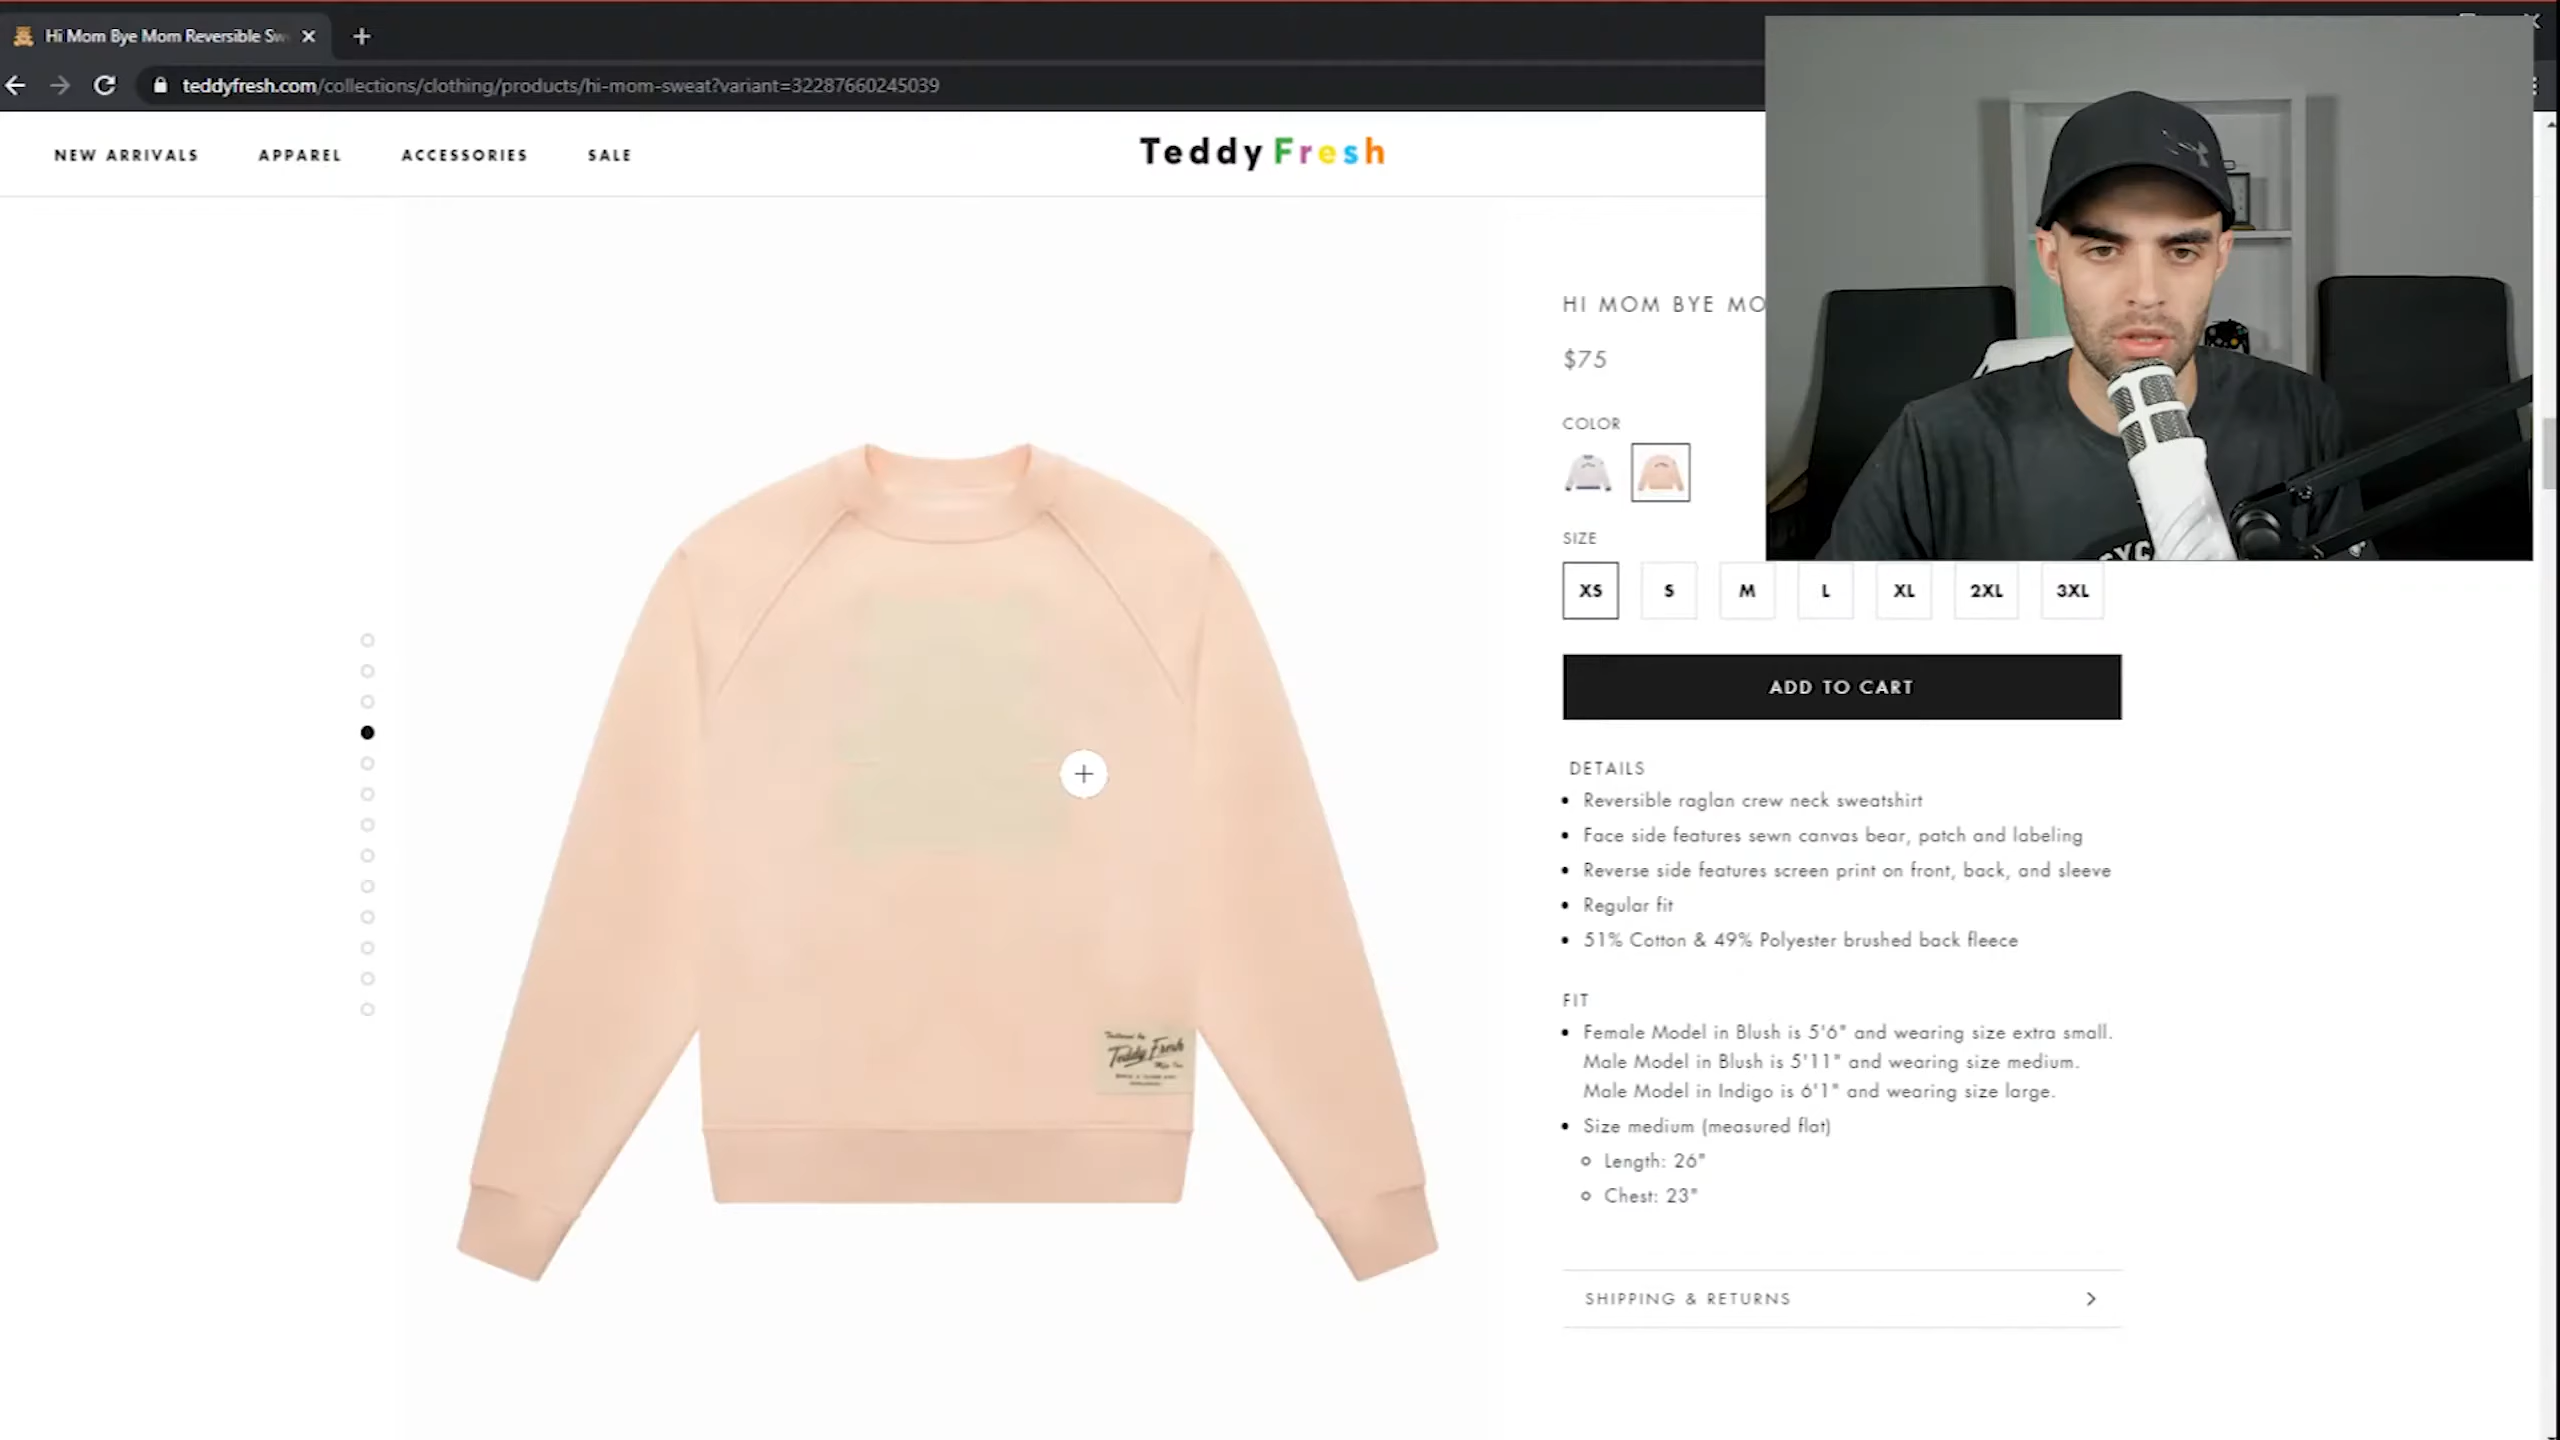 Hi Mom Bye Mom Reversible Sw
teddyfresh.com/collections/clothing/products/hi-mom-sweat?variant=32287660245039
NEW ARRIVALS APPAREL ACCESSORIES SALE
Teddy Fresh
HI MOM BYE MO
$75
COLOR
SIZE
XS S M L XL 2XL 3XL
ADD TO CART
DETAILS
Reversible raglan crew neck sweatshirt
Face side features sewn canvas bear, patch and labeling
Reverse side features screen print on front, back, and sleeve
Regular fit
51% Cotton & 49% Polyester brushed back fleece
FIT
Female Model in Blush is 5'6" and wearing size extra small.
Male Model in Blush is 5'11" and wearing size medium.
Male Model in Indigo is 6'1" and wearing size large.
Size medium (measured flat)
Length: 26"
Chest: 23"
SHIPPING & RETURNS
Tailored by
Teddy Fresh